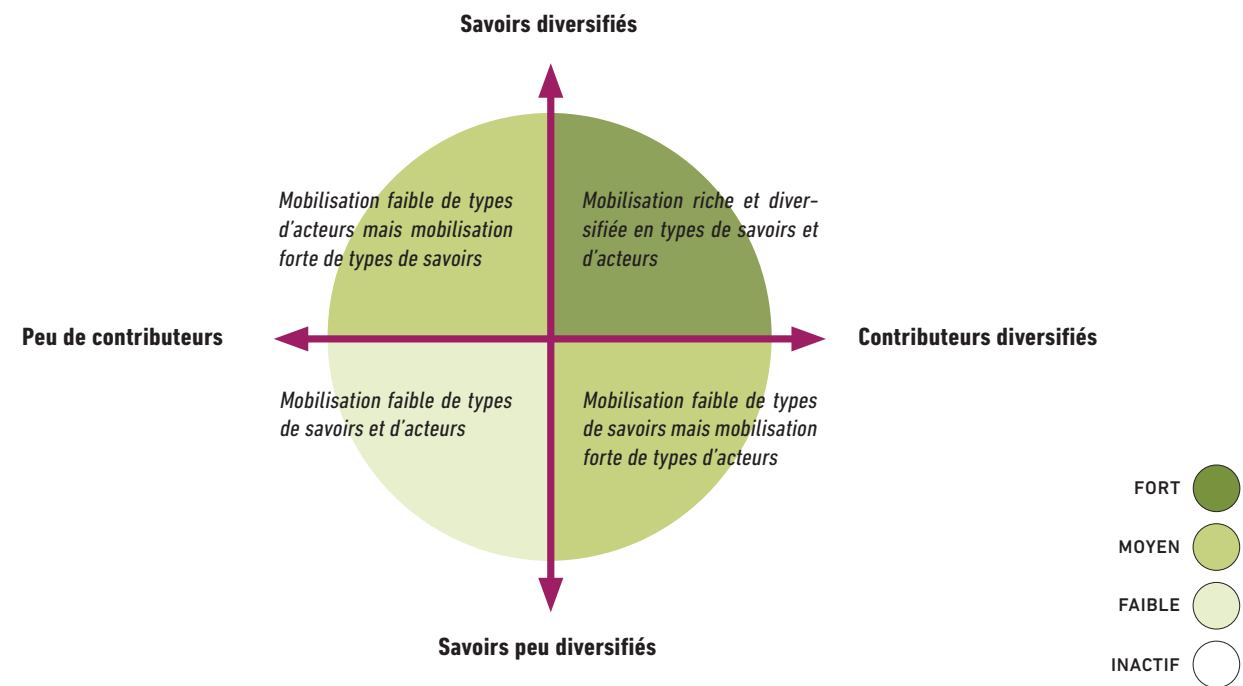 Savoirs diversifiés
Mobilisation faible de types
d'acteurs mais mobilisation
forte de types de savoirs
Mobilisation riche et diver-
sifiée en types de savoirs et
d'acteurs
Peu de contributeurs
Contributeurs diversifiés
Mobilisation faible de types
de savoirs et d'acteurs
Mobilisation faible de types
de savoirs mais mobilisation
forte de types d'acteurs
Savoirs peu diversifiés
FORT
MOYEN
FAIBLE
INACTIF